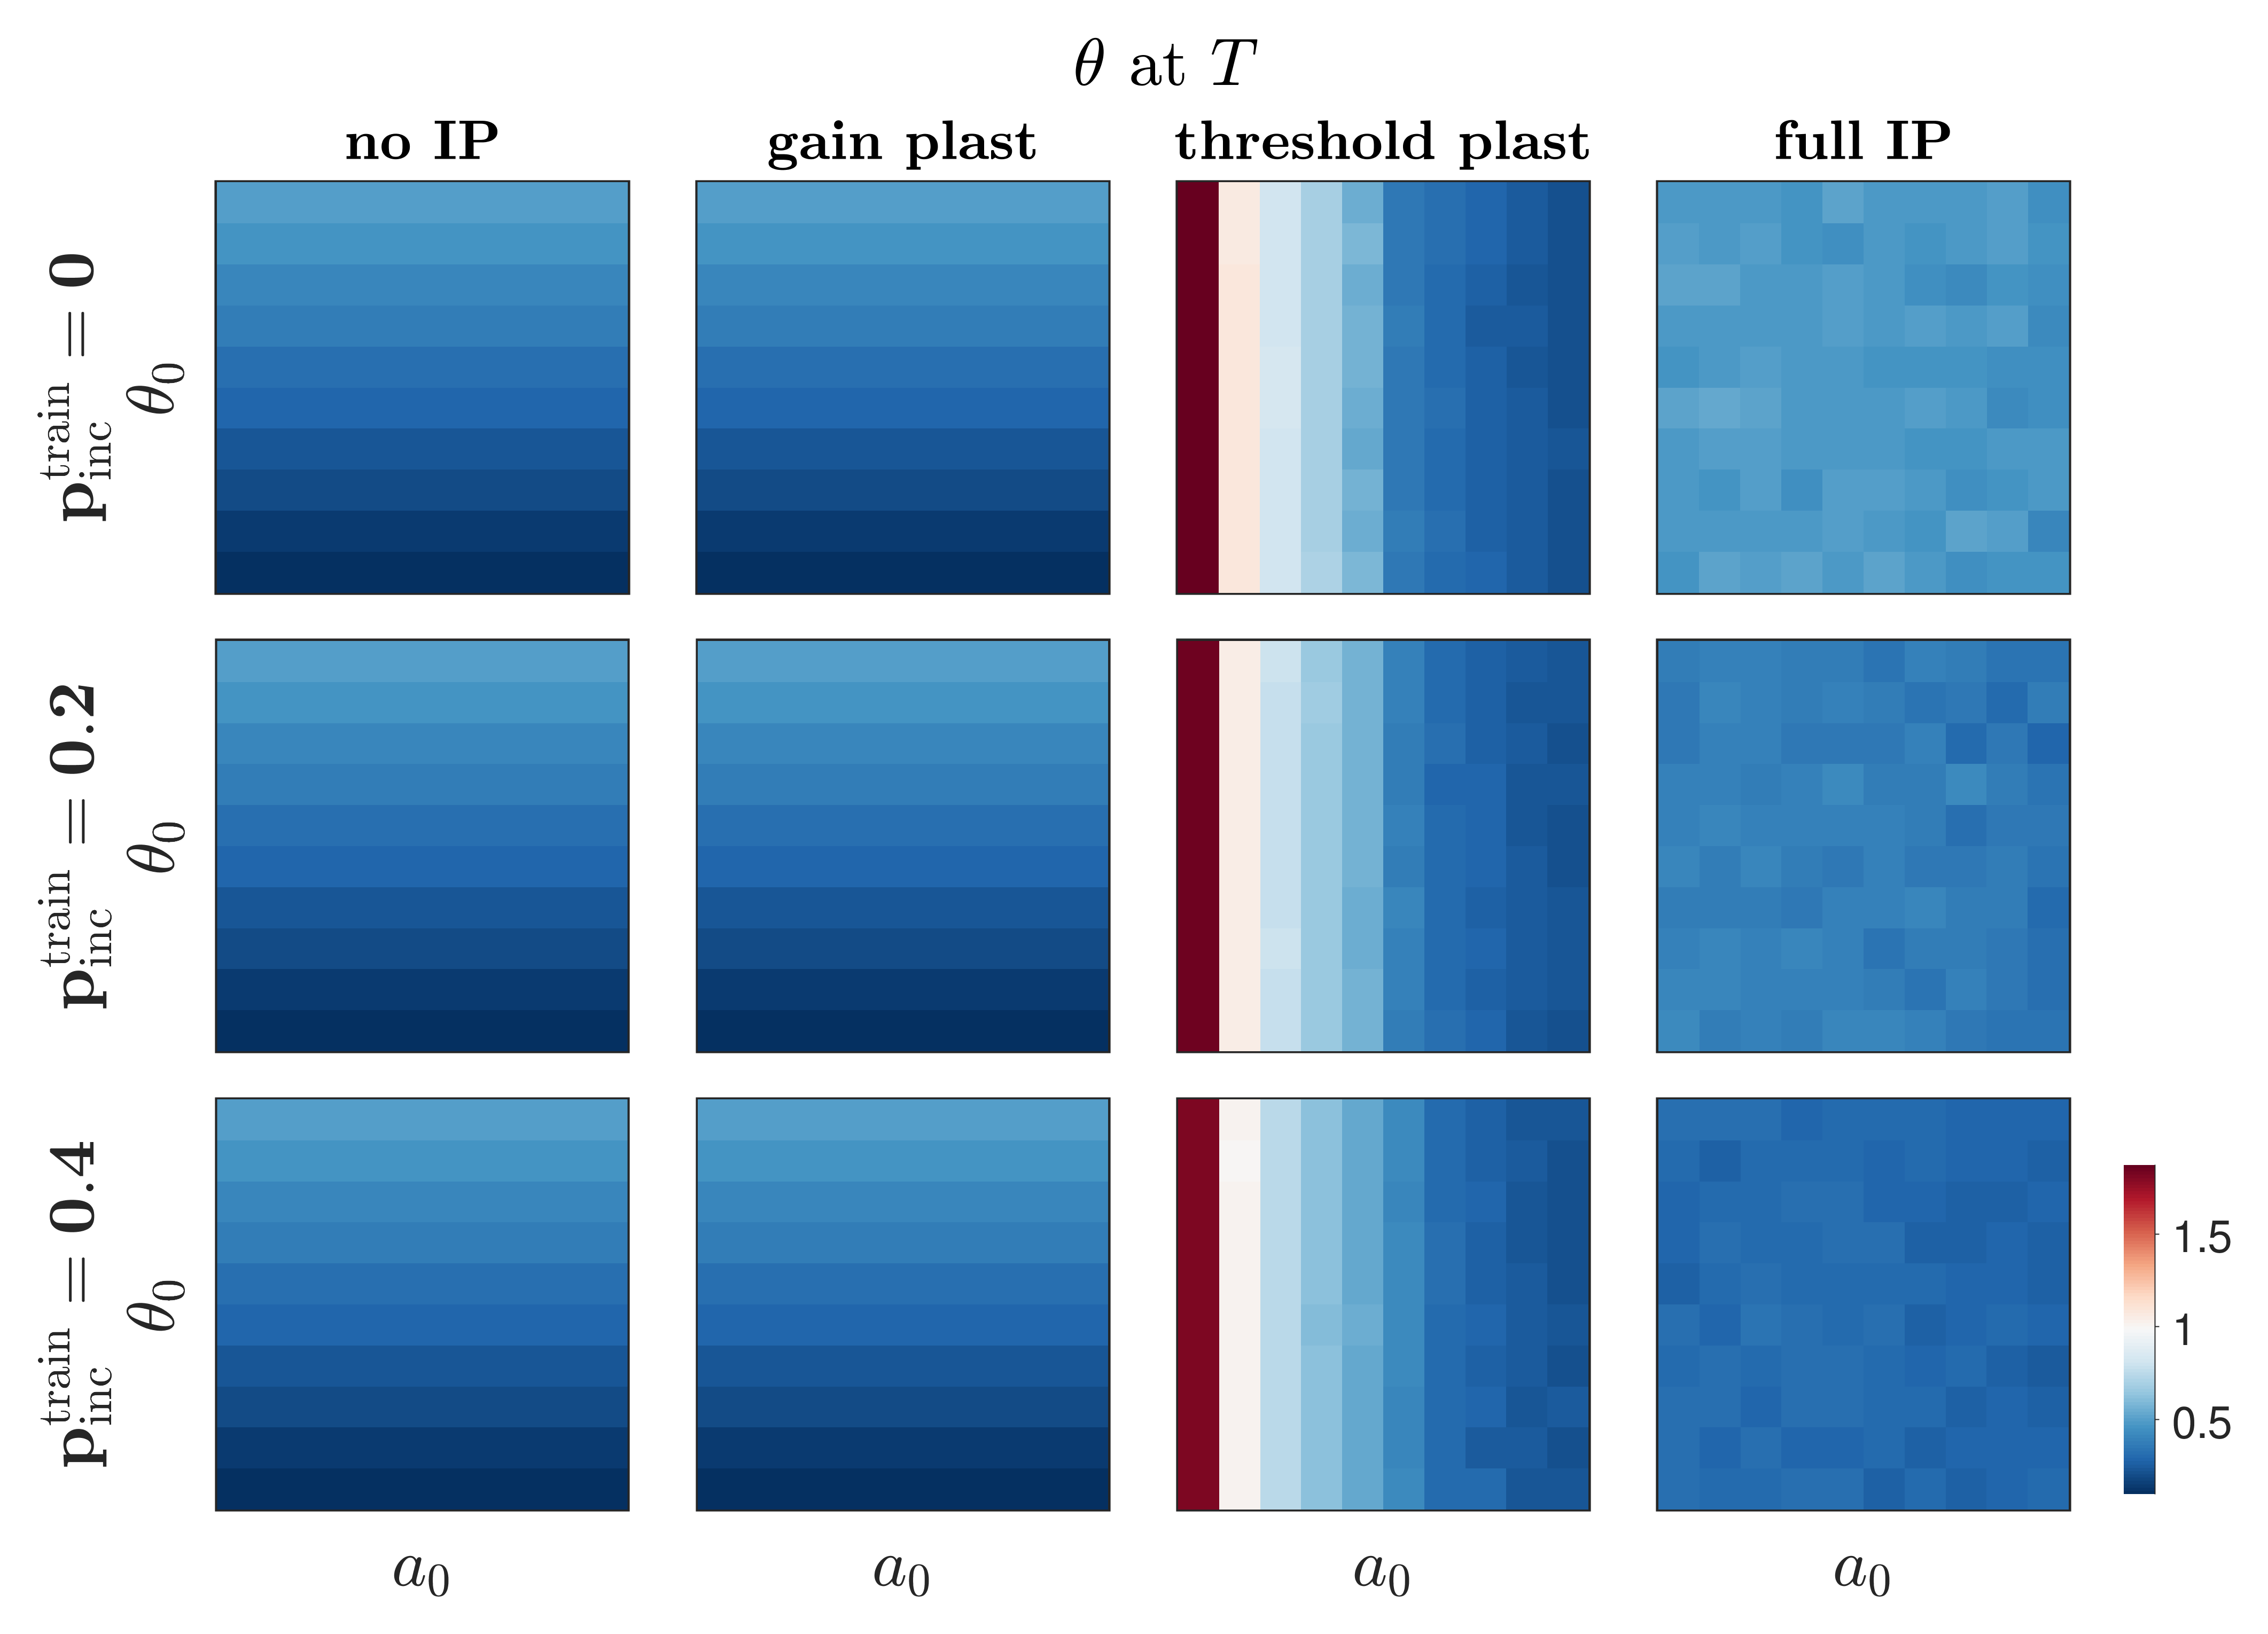 θ at T
no IP gain plast threshold plast full IP
p_inc^train = 0
θ₀
p_inc^train = 0.2
θ₀
p_inc^train = 0.4
θ₀
1.5
1
0.5
a₀ a₀ a₀ a₀